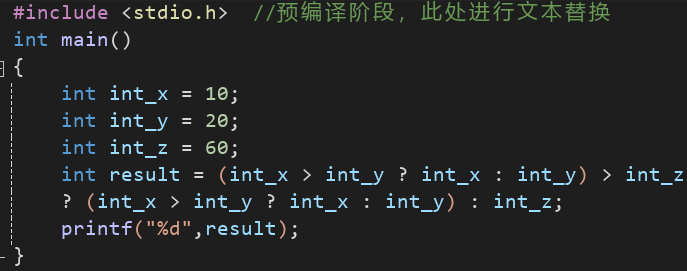 #include <stdio.h>  //预编译阶段，此处进行文本替换
int main()
{
    int int_x = 10;
    int int_y = 20;
    int int_z = 60;
    int result = (int_x > int_y ? int_x : int_y) > int_z
    ? (int_x > int_y ? int_x : int_y) : int_z;
    printf("%d",result);
}